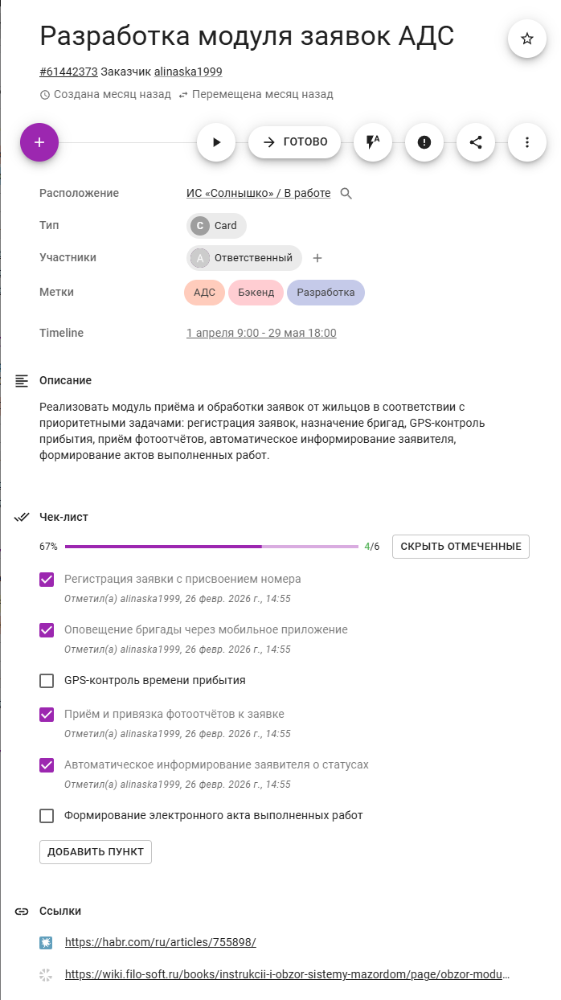 Разработка модуля заявок АДС
#61442373 Заказчик alinaska1999
Создана месяц назад Перемещена месяц назад
ГОТОВО
Расположение ИС «Солнышко» / В работе
Тип C Card
Участники A Ответственный
Метки АДС Бэкенд Разработка
Timeline 1 апреля 9:00 - 29 мая 18:00
Описание
Реализовать модуль приёма и обработки заявок от жильцов в соответствии с
приоритетными задачами: регистрация заявок, назначение бригад, GPS-контроль
прибытия, приём фотоотчётов, автоматическое информирование заявителя,
формирование актов выполненных работ.
Чек-лист
67% 4/6 СКРЫТЬ ОТМЕЧЕННЫЕ
Регистрация заявки с присвоением номера
Отметил(а) alinaska1999, 26 февр. 2026 г., 14:55
Оповещение бригады через мобильное приложение
Отметил(а) alinaska1999, 26 февр. 2026 г., 14:55
GPS-контроль времени прибытия
Приём и привязка фотоотчётов к заявке
Отметил(а) alinaska1999, 26 февр. 2026 г., 14:55
Автоматическое информирование заявителя о статусах
Отметил(а) alinaska1999, 26 февр. 2026 г., 14:55
Формирование электронного акта выполненных работ
ДОБАВИТЬ ПУНКТ
Ссылки
https://habr.com/ru/articles/755898/
https://wiki.filo-soft.ru/books/instrukcii-i-obzor-sistemy-mazordom/page/obzor-modu...